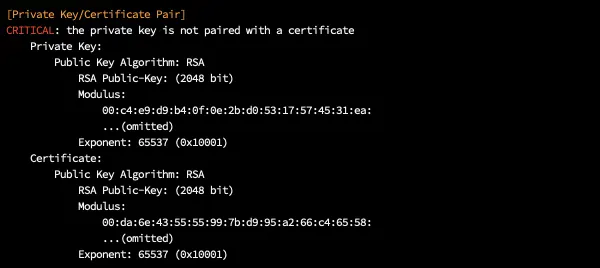 [Private Key/Certificate Pair]
CRITICAL: the private key is not paired with a certificate
Private Key:
Public Key Algorithm: RSA
RSA Public-Key: (2048 bit)
Modulus:
00:c4:e9:d9:b4:0f:0e:2b:d0:53:17:57:45:31:ea:
...(omitted)
Exponent: 65537 (0x10001)
Certificate:
Public Key Algorithm: RSA
RSA Public-Key: (2048 bit)
Modulus:
00:da:6e:43:55:55:99:7b:d9:95:a2:66:c4:65:58:
...(omitted)
Exponent: 65537 (0x10001)